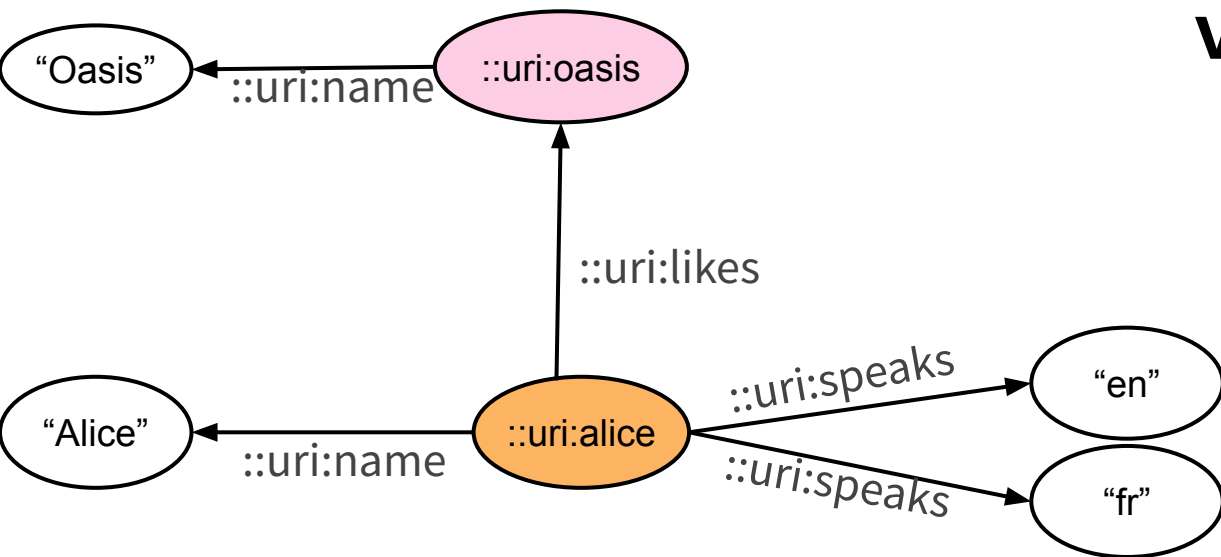 “Oasis”
::uri:name
::uri:oasis
::uri:likes
“Alice”
::uri:name
::uri:alice
::uri:speaks
“en”
::uri:speaks
“fr”